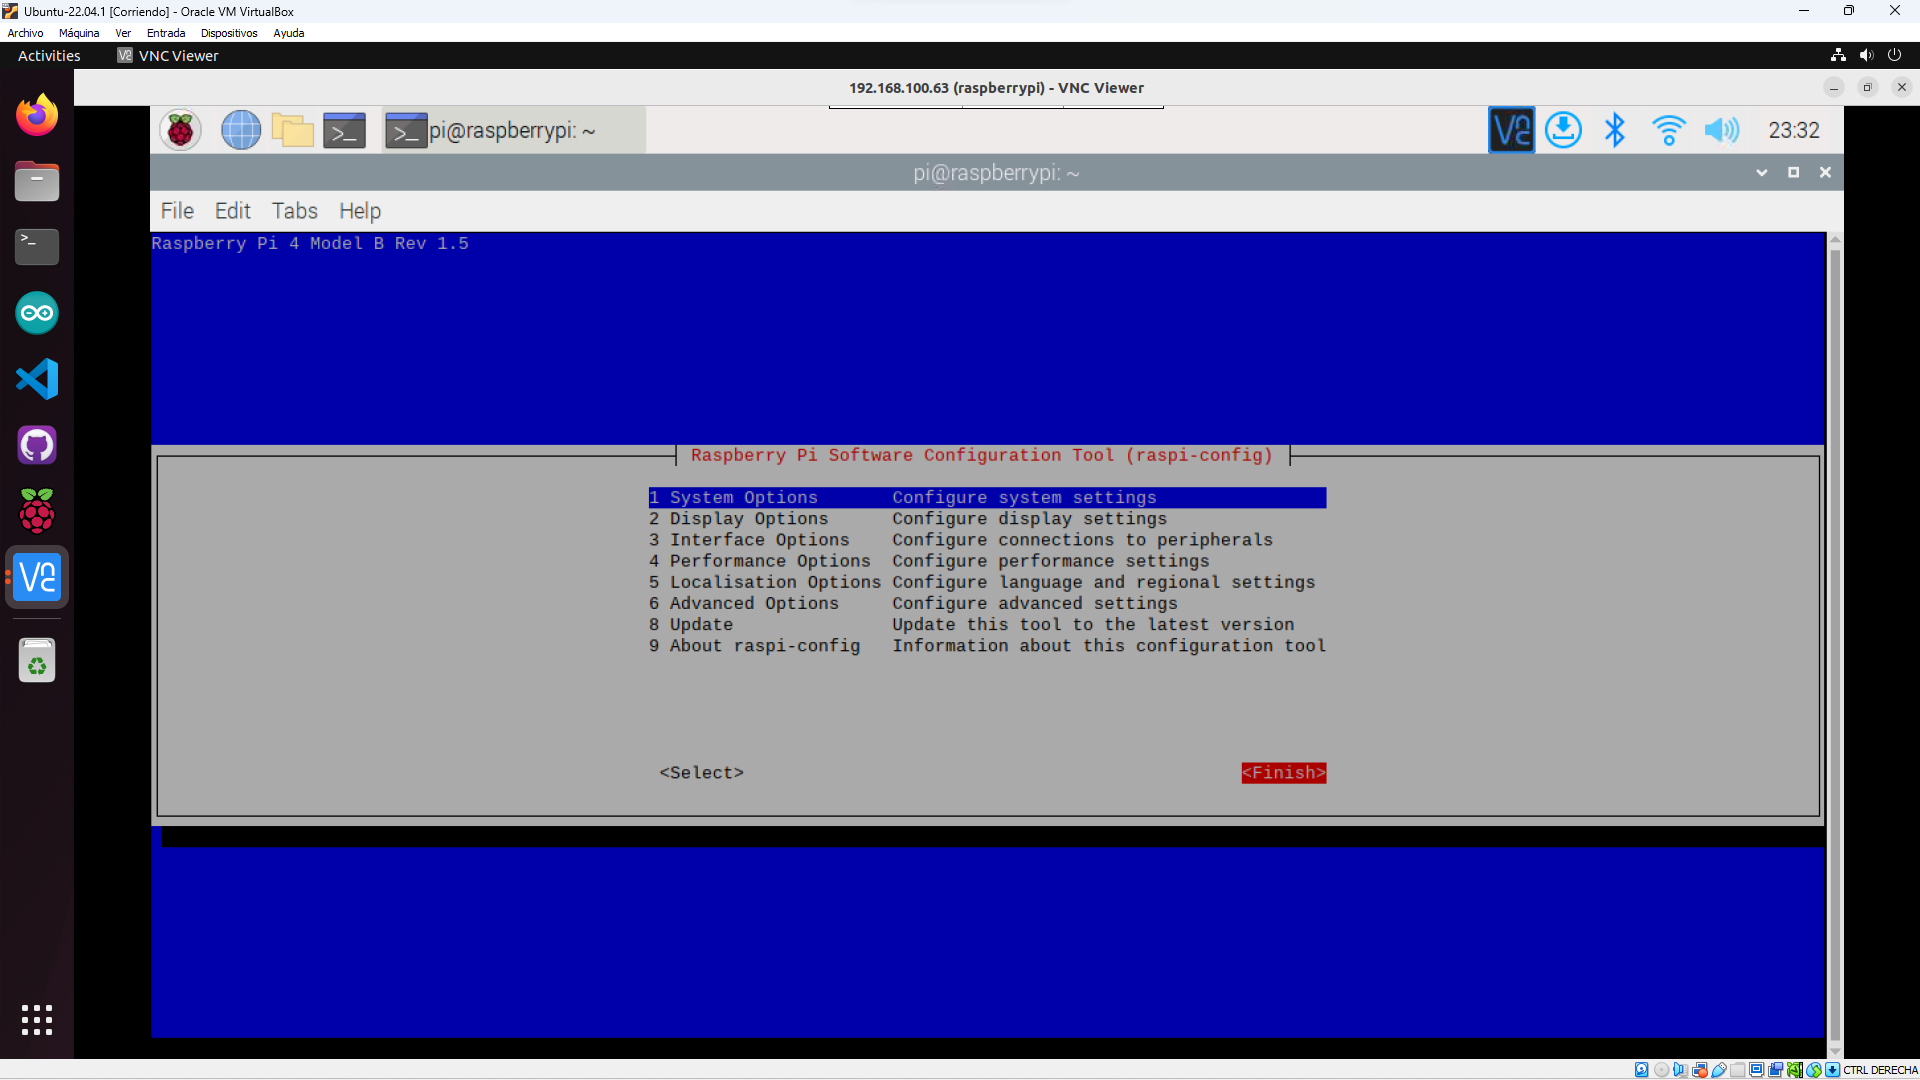 Ubuntu-22.04.1 [Corriendo] - Oracle VM VirtualBox
Archivo Máquina Ver Entrada Dispositivos Ayuda
Activities VNC Viewer
192.168.100.63 (raspberrypi) - VNC Viewer
pi@raspberrypi: ~ 23:32
pi@raspberrypi: ~
File Edit Tabs Help
Raspberry Pi 4 Model B Rev 1.5
Raspberry Pi Software Configuration Tool (raspi-config)
1 System Options Configure system settings
2 Display Options Configure display settings
3 Interface Options Configure connections to peripherals
4 Performance Options Configure performance settings
5 Localisation Options Configure language and regional settings
6 Advanced Options Configure advanced settings
8 Update Update this tool to the latest version
9 About raspi-config Information about this configuration tool
<Select> <Finish>
CTRL DERECHA